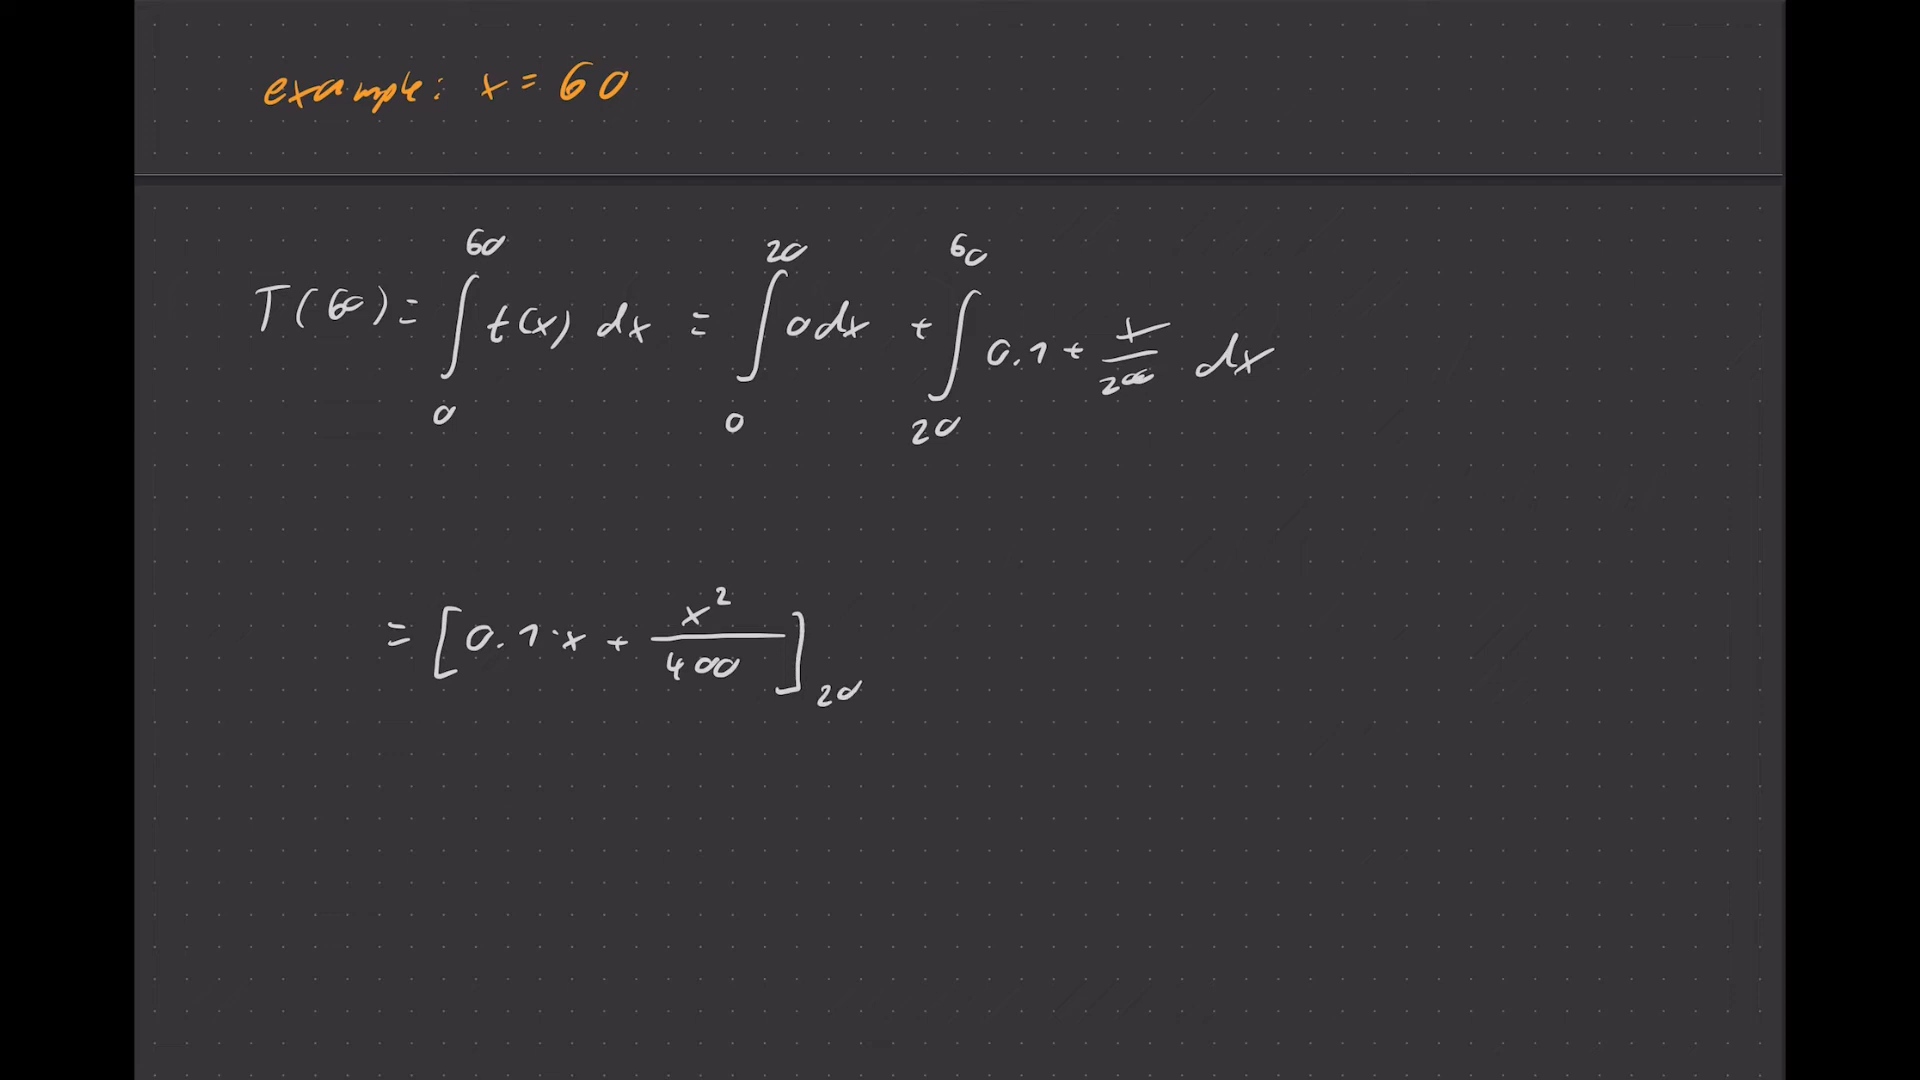 example: x = 60
T(60) = ∫₀⁶⁰ t(x) dx = ∫₀²⁰ 0 dx + ∫₂₀⁶⁰ 0.1 + x/200 dx
= [0.1·x + x²/400]₂₀